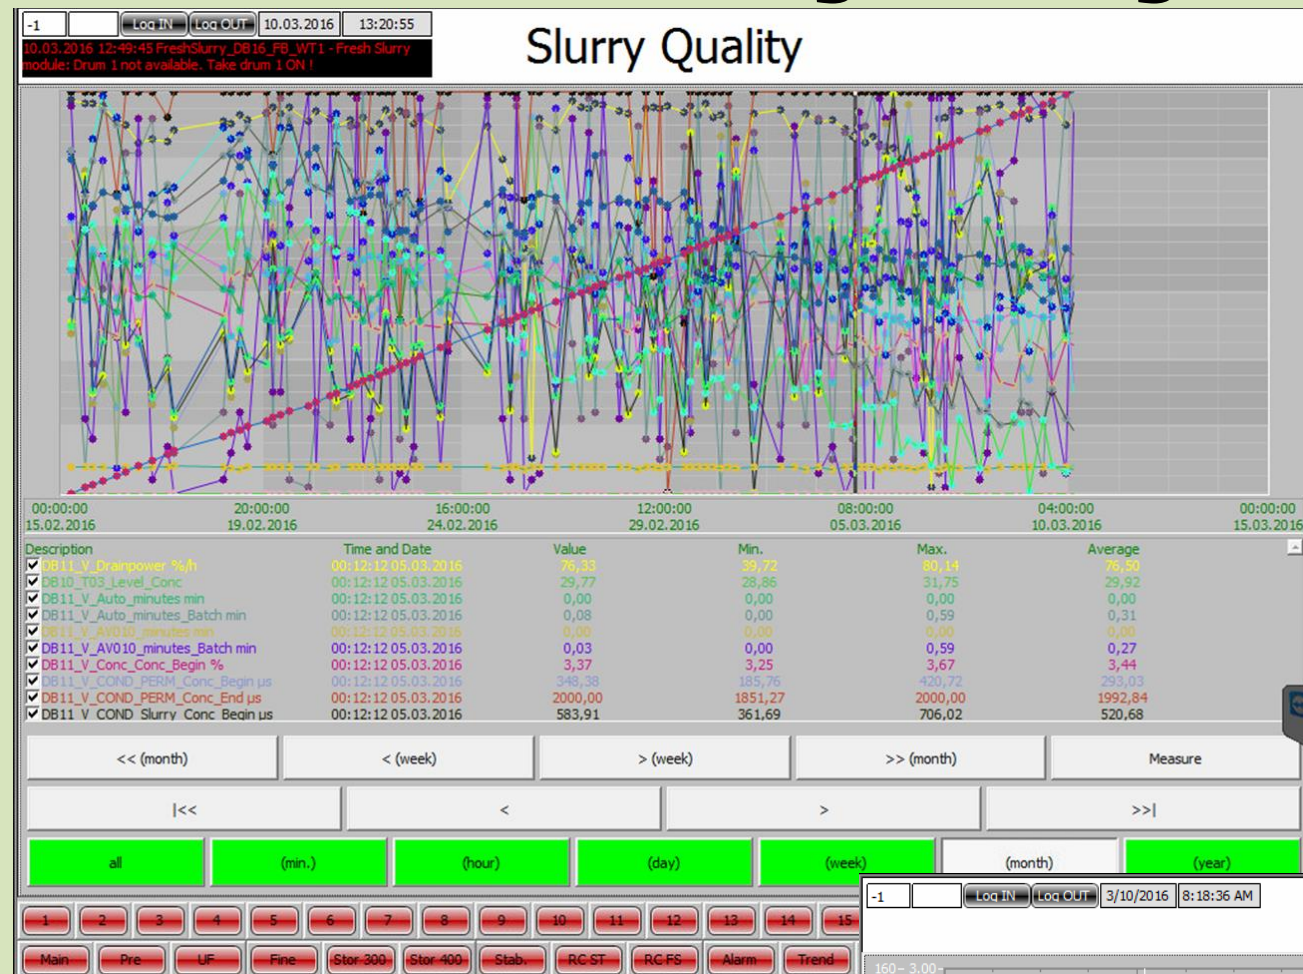 -1 Log IN Log OUT 10.03.2016 13:20:55
10.03.2016 12:49:45 FreshSlurry_DB16_FB_WT1 - Fresh Slurry
module: Drum 1 not available. Take drum 1 ON !
Slurry Quality
00:00:00 20:00:00 16:00:00 12:00:00 08:00:00 04:00:00 00:00:00
15.02.2016 19.02.2016 24.02.2016 29.02.2016 05.03.2016 10.03.2016 15.03.2016
Description Time and Date Value Min. Max. Average
DB11_V_Drainpower %/h 00:12:12 05.03.2016 76,33 39,72 80,14 76,50
DB10_T03_Level_Conc 00:12:12 05.03.2016 29,77 28,86 31,75 29,92
DB11_V_Auto_minutes min 00:12:12 05.03.2016 0,00 0,00 0,00 0,00
DB11_V_Auto_minutes_Batch min 00:12:12 05.03.2016 0,08 0,00 0,59 0,31
DB11_V_AV010_minutes min 00:12:12 05.03.2016 0,00 0,00 0,00 0,00
DB11_V_AV010_minutes_Batch min 00:12:12 05.03.2016 0,03 0,00 0,59 0,27
DB11_V_Conc_Conc_Begin % 00:12:12 05.03.2016 3,37 3,25 3,67 3,44
DB11_V_COND_PERM_Conc_Begin µs 00:12:12 05.03.2016 348,38 185,76 420,72 293,03
DB11_V_COND_PERM_Conc_End µs 00:12:12 05.03.2016 2000,00 1851,27 2000,00 1992,84
DB11_V_COND_Slurry_Conc_Begin µs 00:12:12 05.03.2016 583,91 361,69 706,02 520,68
<< (month) < (week) > (week) >> (month) Measure
|<< < > >>|
all (min.) (hour) (day) (week) (month) (year)
-1 Log IN Log OUT 3/10/2016 8:18:36 AM
1 2 3 4 5 6 7 8 9 10 11 12 13 14 15
Main Pre UF Fine Stor 300 Stor 400 Stab. RC ST RC FS Alarm Trend
160 3.00